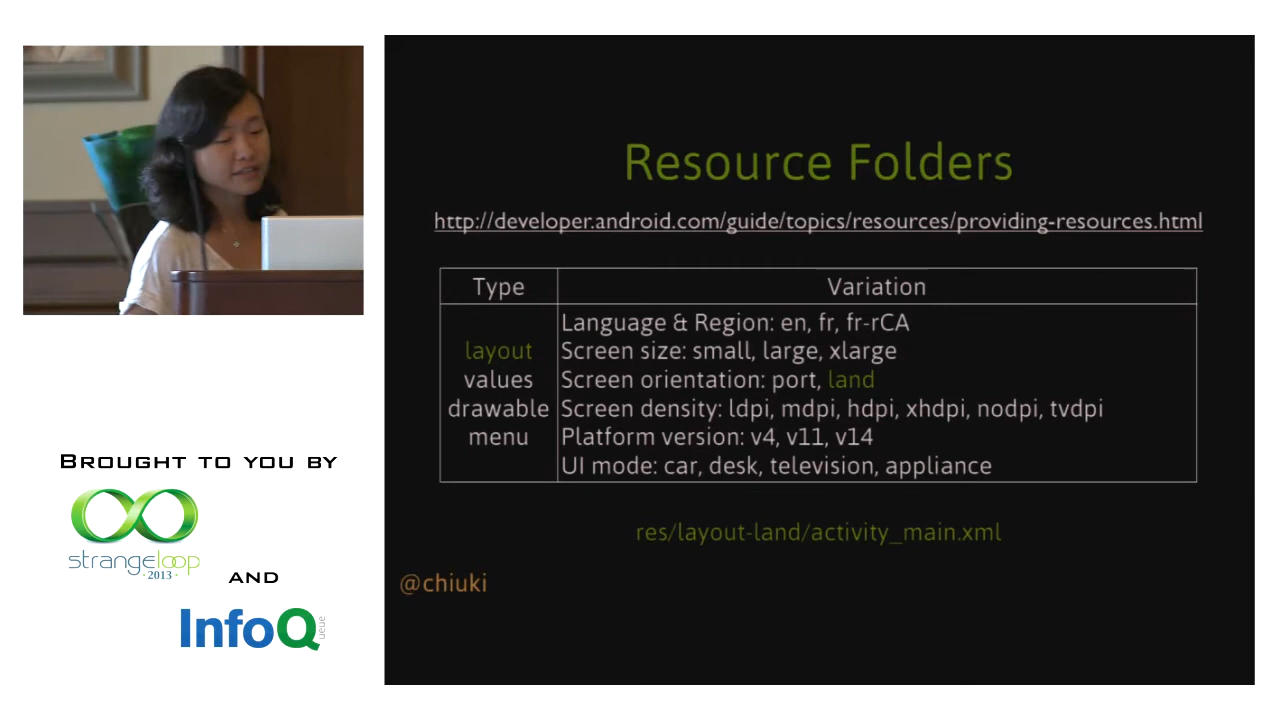 Resource Folders
http://developer.android.com/guide/topics/resources/providing-resources.html
Type Variation
layout
values
drawable
menu
Language & Region: en, fr, fr-rCA
Screen size: small, large, xlarge
Screen orientation: port, land
Screen density: ldpi, mdpi, hdpi, xhdpi, nodpi, tvdpi
Platform version: v4, v11, v14
UI mode: car, desk, television, appliance
res/layout-land/activity_main.xml
@chiuki
BROUGHT TO YOU BY
strangeloop
·2013·
AND
InfoQ
ueue